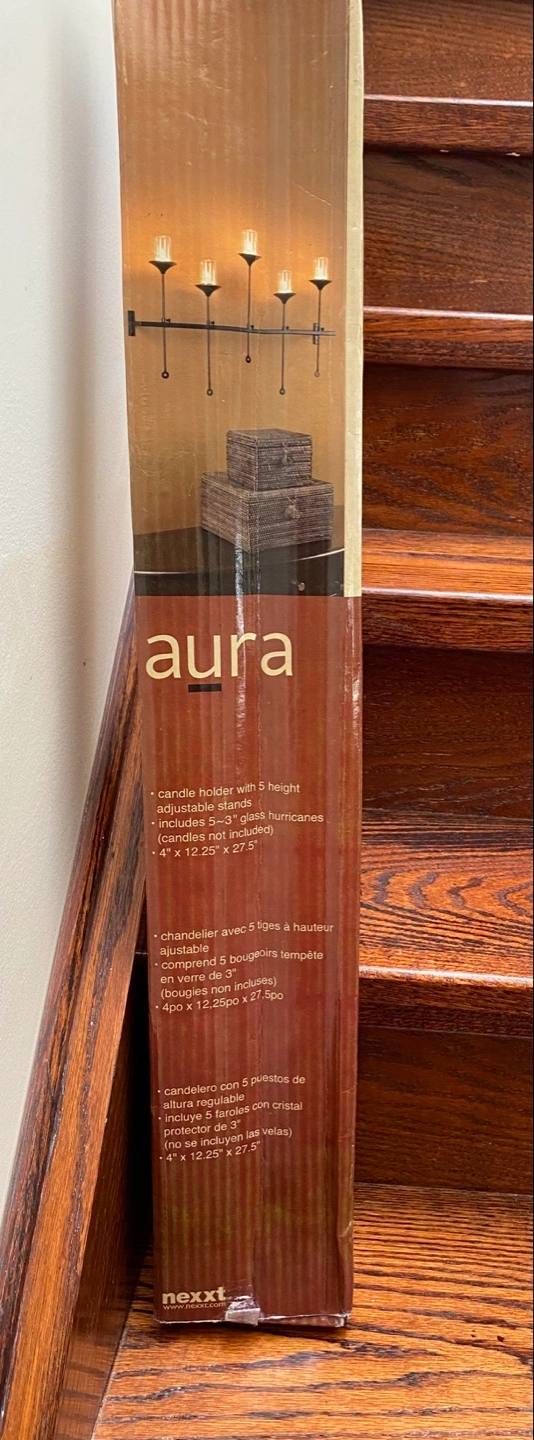 aura
• candle holder with 5 height
adjustable stands
• includes 5~3" glass hurricanes
(candles not included)
• 4" x 12.25" x 27.5"
• chandelier avec 5 tiges à hauteur
ajustable
• comprend 5 bougeoirs tempête
en verre de 3"
(bougies non incluses)
• 4po x 12,25po x 27,5po
• candelero con 5 puestos de
altura regulable
• incluye 5 faroles con cristal
protector de 3"
(no se incluyen las velas)
• 4" x 12.25" x 27.5"
nexxt
www.nexxt.com